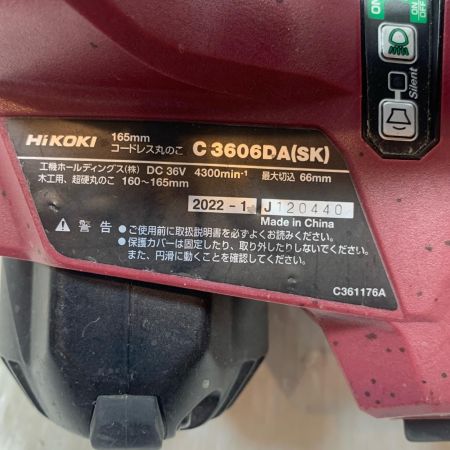 ON
ON
OFF
Silent
HiKOKI 165mm コードレス丸のこ C 3606DA(SK)
工機ホールディングス(株) DC 36V 4300min⁻¹ 最大切込 66mm
木工用、超硬丸のこ 160～165mm
2022-1 J120440
Made in China
警告 ●ご使用前に取扱説明書を必ずよくお読みください。
●保護カバーは固定したり、取り外したりしないでください。
また、円滑に動くことを確認してください。
C361176A